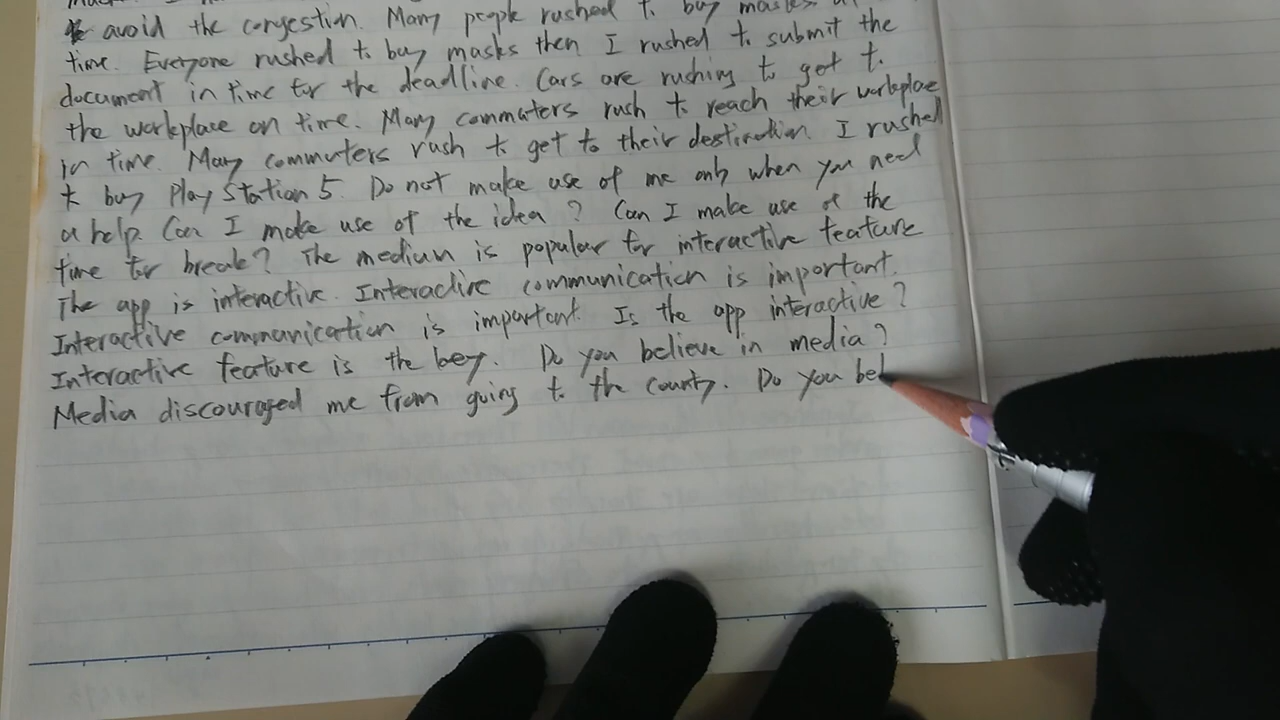 avoid the congestion. Many people rushed to buy masks at
time. Everyone rushed to buy masks then I rushed to submit the
document in time for the deadline. Cars are rushing to get to
the workplace on time. Many commuters rush to reach their workplace
in time. Many commuters rush to get to their destination. I rushed
to buy PlayStation 5. Do not make use of me only when you need
a help. Can I make use of the idea? Can I make use of the
time for break? The medium is popular for interactive feature
The app is interactive. Interactive communication is important.
Interactive communication is important. Is the app interactive?
Interactive feature is the key. Do you believe in media?
Media discouraged me from going to the county. Do you bel